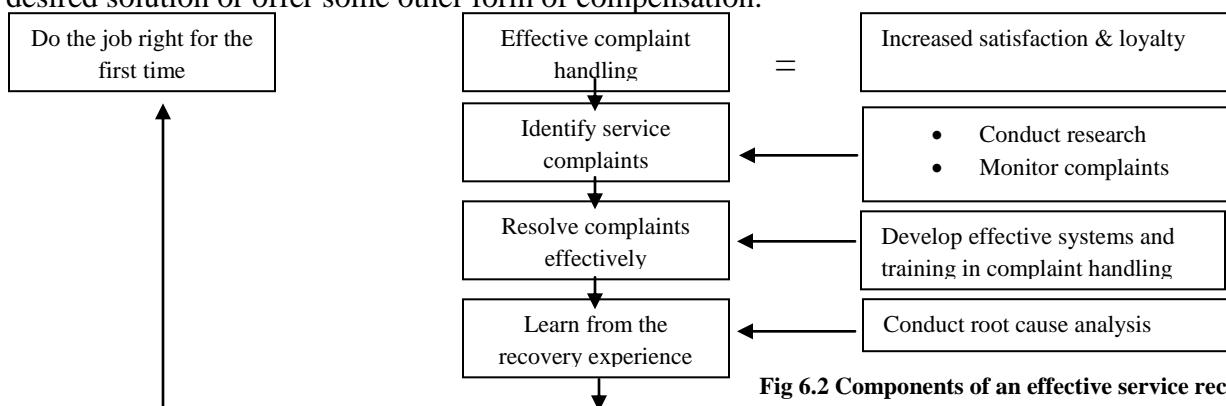 desired solution or offer some other form of compensation.
Do the job right for the
first time
Effective complaint
handling
=
Increased satisfaction & loyalty
Identify service
complaints
• Conduct research
• Monitor complaints
Resolve complaints
effectively
Develop effective systems and
training in complaint handling
Learn from the
recovery experience
Conduct root cause analysis
Fig 6.2 Components of an effective service rec